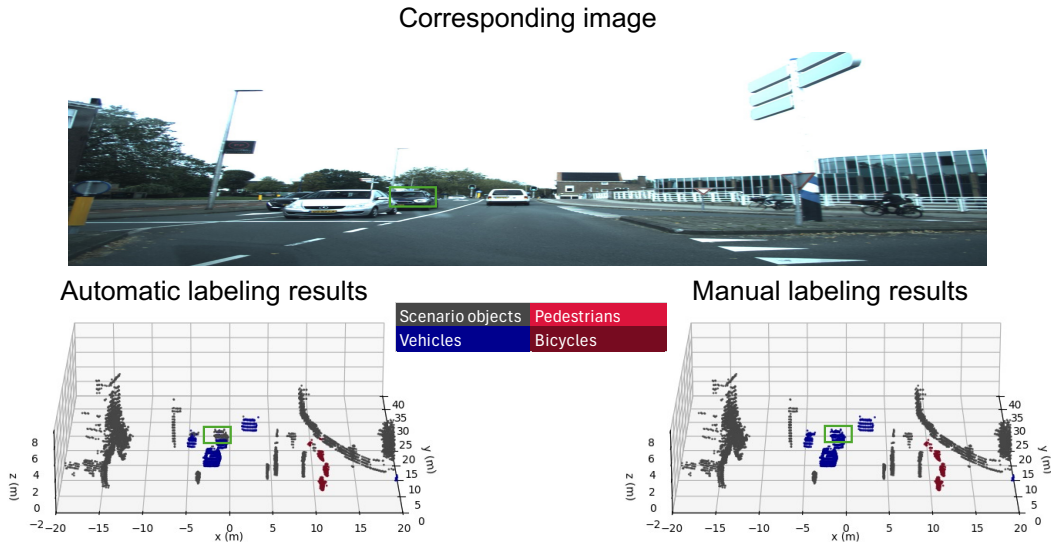 Corresponding image
Automatic labeling results
Manual labeling results
Scenario objects Pedestrians
Vehicles Bicycles
8
6
4
2
0
−2
z (m)
−20 −15 −10 −5 0 5 10 15 20
x (m)
40
35
30
25
20
15
10
5
0
y (m)
8
6
4
2
0
−2
z (m)
−20 −15 −10 −5 0 5 10 15 20
x (m)
40
35
30
25
20
15
10
5
0
y (m)